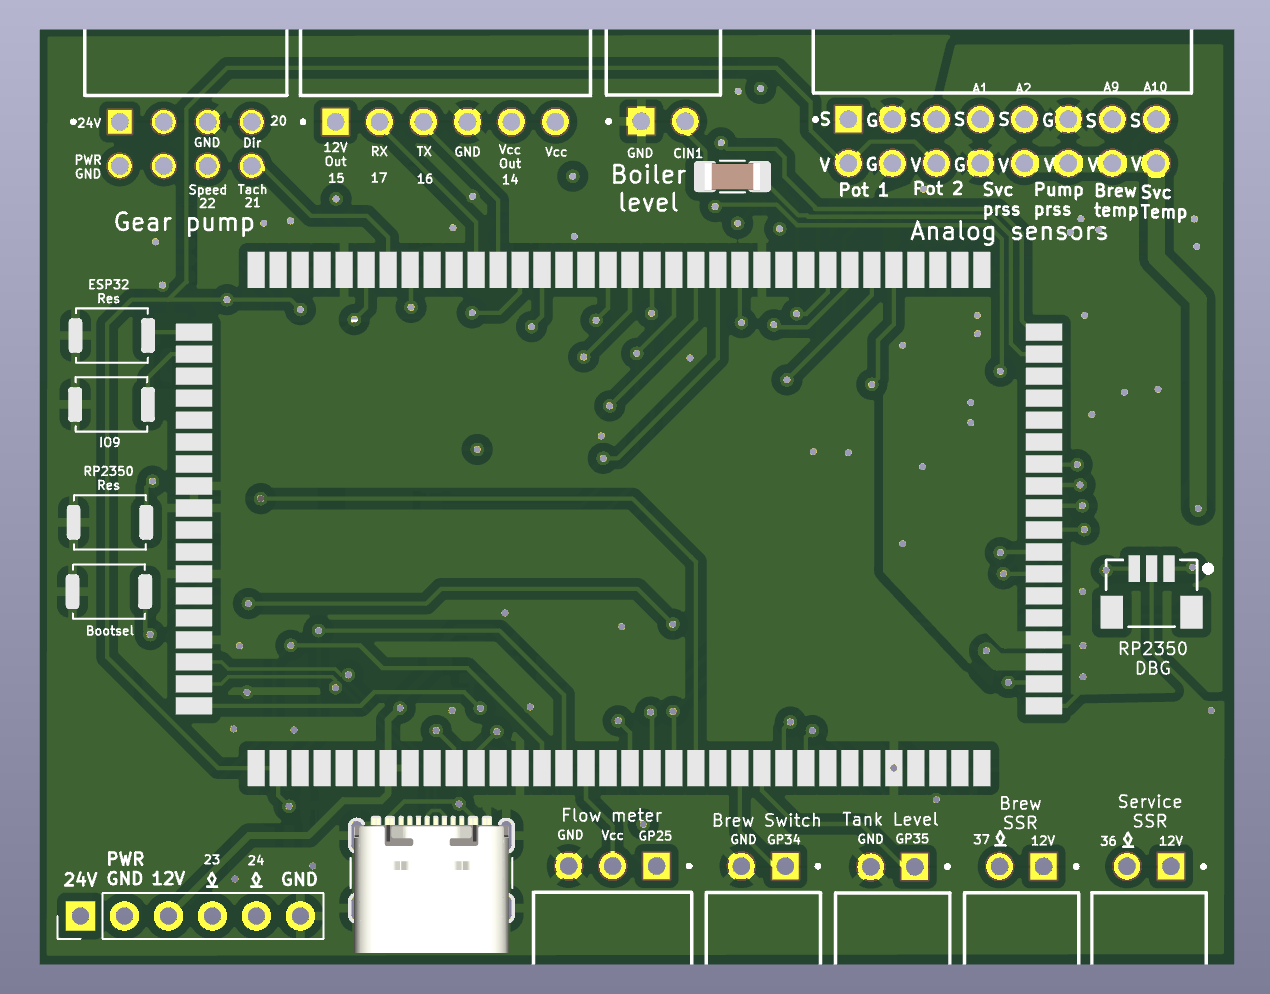 24V
GND
Dir
20
PWR
GND
Speed
22
Tach
21
Gear pump
12V
Out
15
RX
17
TX
16
GND
Vcc
Out
14
Vcc
GND
CIN1
Boiler
level
A1
A2
A9
A10
S G S S S G S S
V G V G V V V V
Pot 1
Pot 2
Svc
prss
Pump
prss
Brew
temp
Svc
Temp
Analog sensors
ESP32
Res
IO9
RP2350
Res
Bootsel
RP2350
DBG
24V
PWR
GND
12V
23
24
GND
Flow meter
GND
Vcc
GP25
Brew Switch
GND
GP34
Tank Level
GND
GP35
Brew
SSR
37
12V
Service
SSR
36
12V